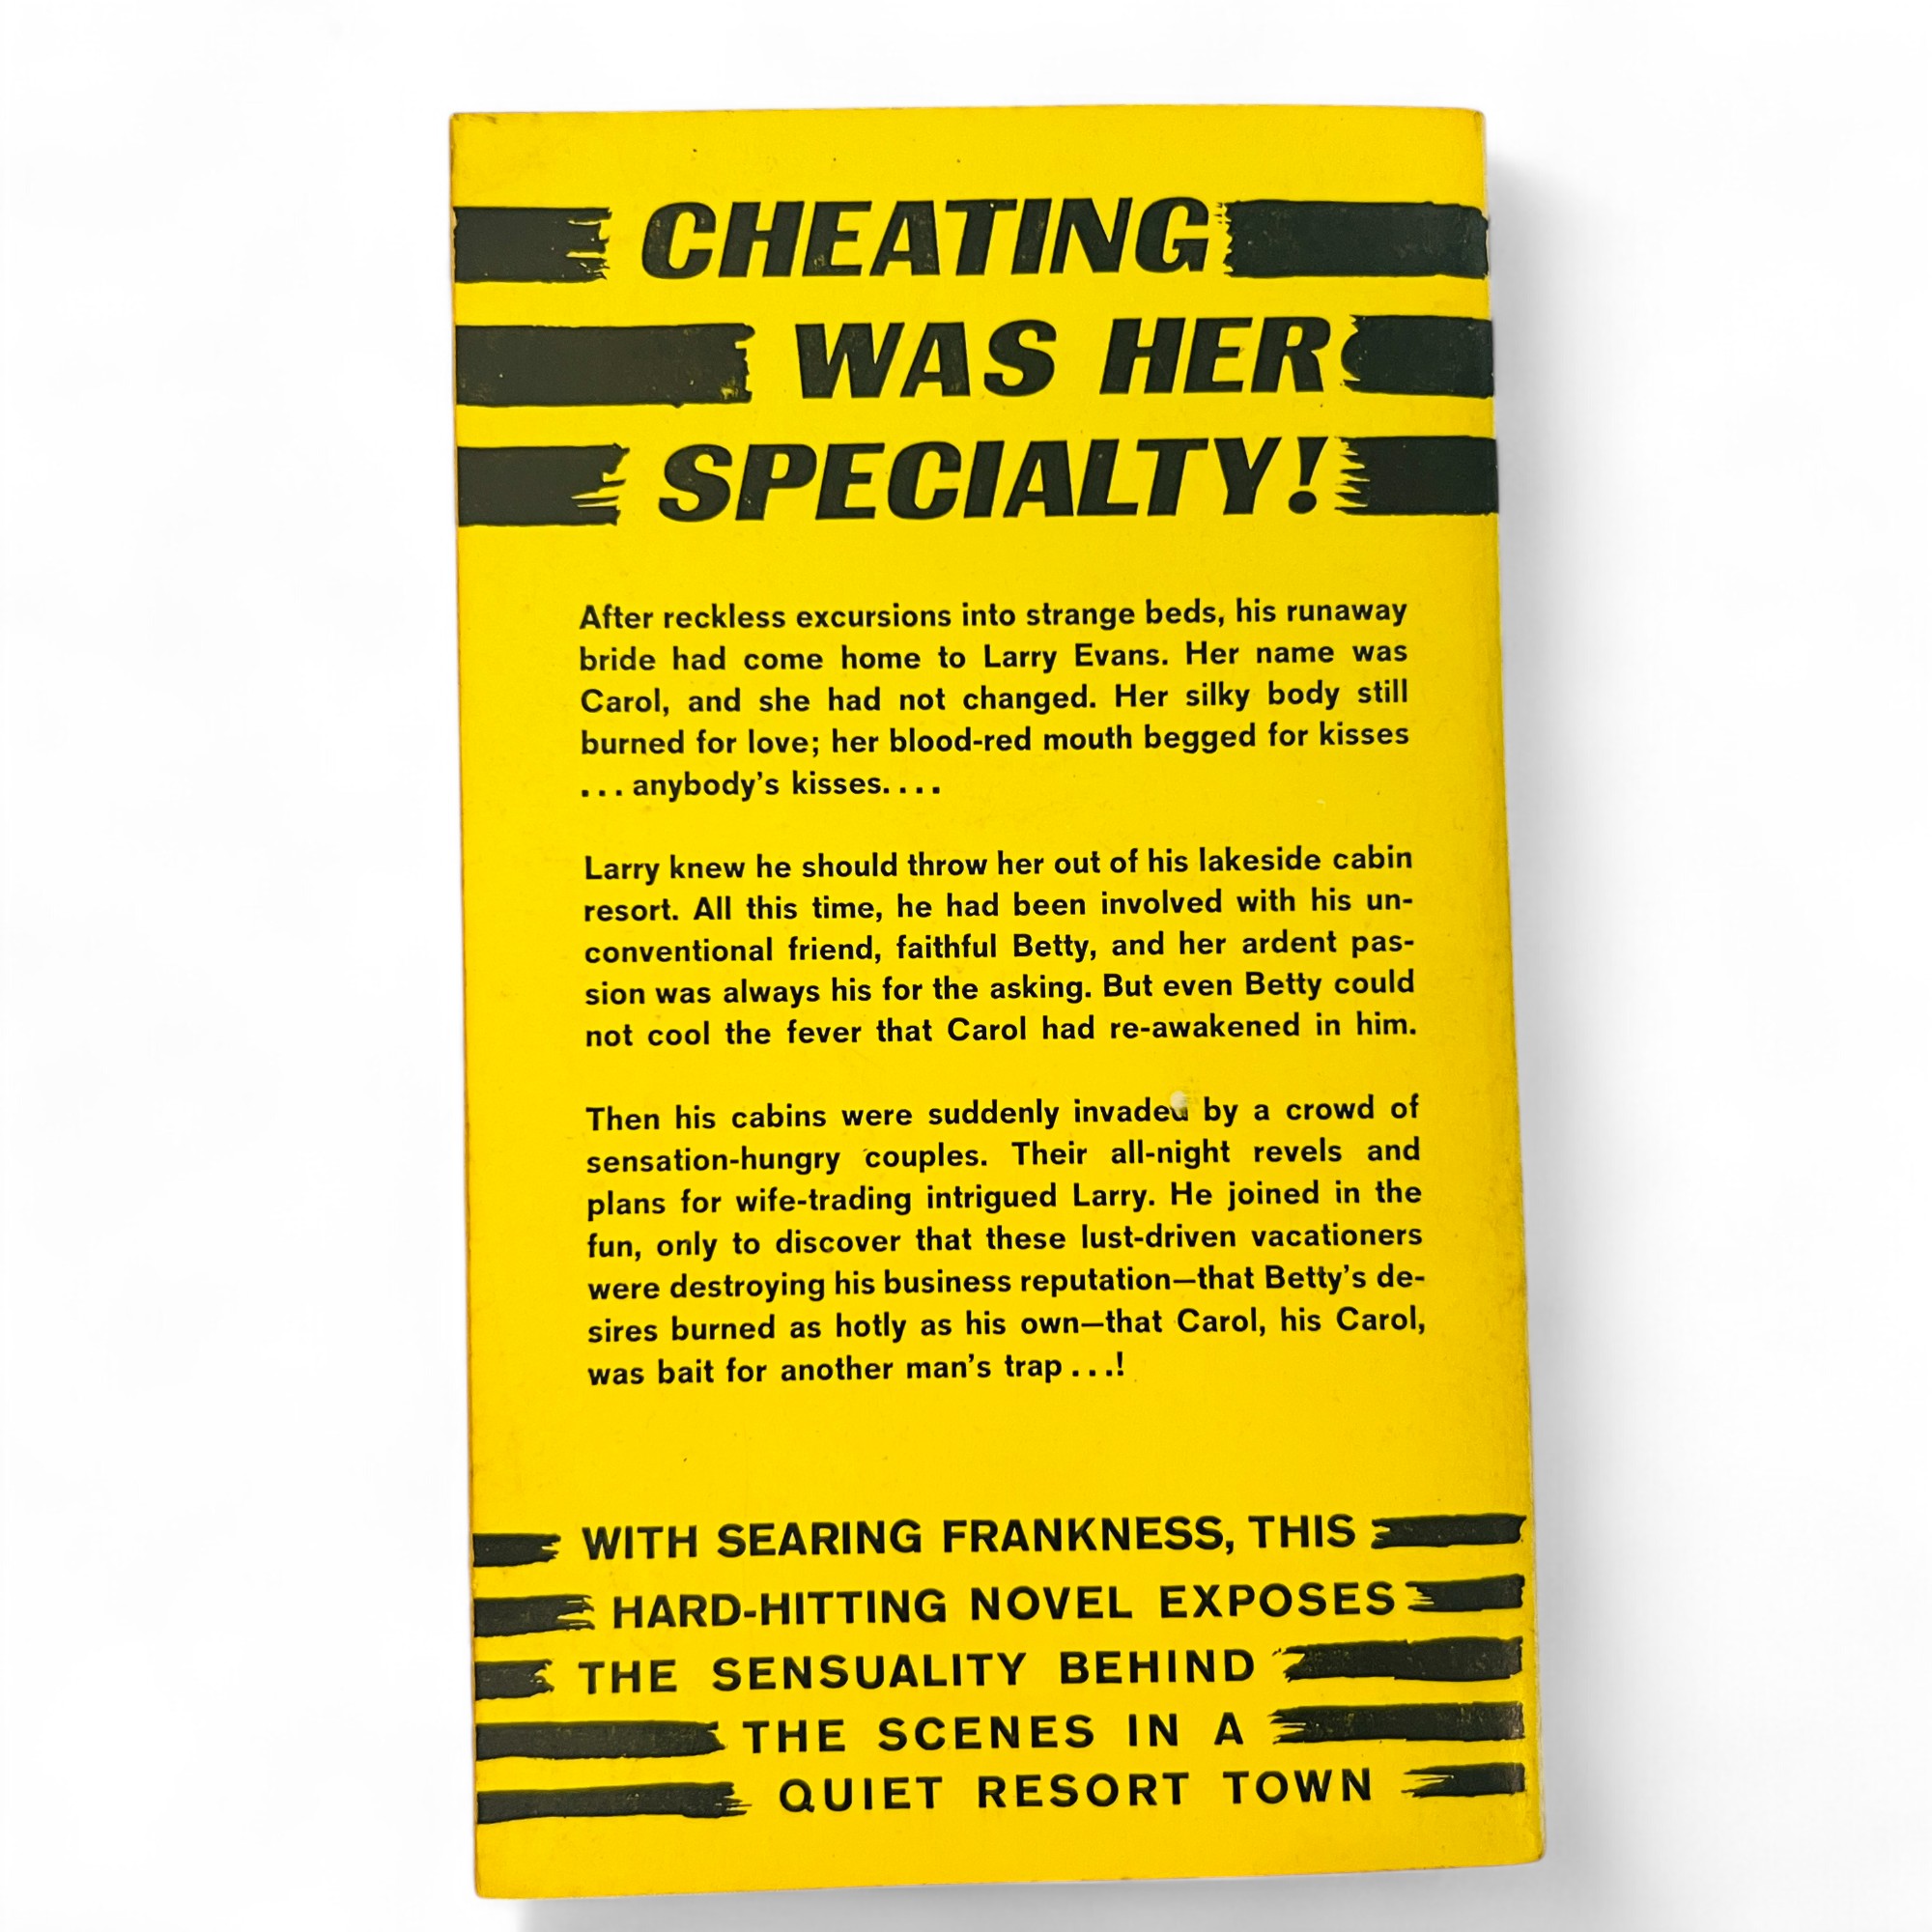 CHEATING
WAS HER
SPECIALTY!
After reckless excursions into strange beds, his runaway
bride had come home to Larry Evans. Her name was
Carol, and she had not changed. Her silky body still
burned for love; her blood-red mouth begged for kisses
... anybody's kisses....
Larry knew he should throw her out of his lakeside cabin
resort. All this time, he had been involved with his un-
conventional friend, faithful Betty, and her ardent pas-
sion was always his for the asking. But even Betty could
not cool the fever that Carol had re-awakened in him.
Then his cabins were suddenly invaded by a crowd of
sensation-hungry couples. Their all-night revels and
plans for wife-trading intrigued Larry. He joined in the
fun, only to discover that these lust-driven vacationers
were destroying his business reputation—that Betty's de-
sires burned as hotly as his own—that Carol, his Carol,
was bait for another man's trap...!
WITH SEARING FRANKNESS, THIS
HARD-HITTING NOVEL EXPOSES
THE SENSUALITY BEHIND
THE SCENES IN A
QUIET RESORT TOWN